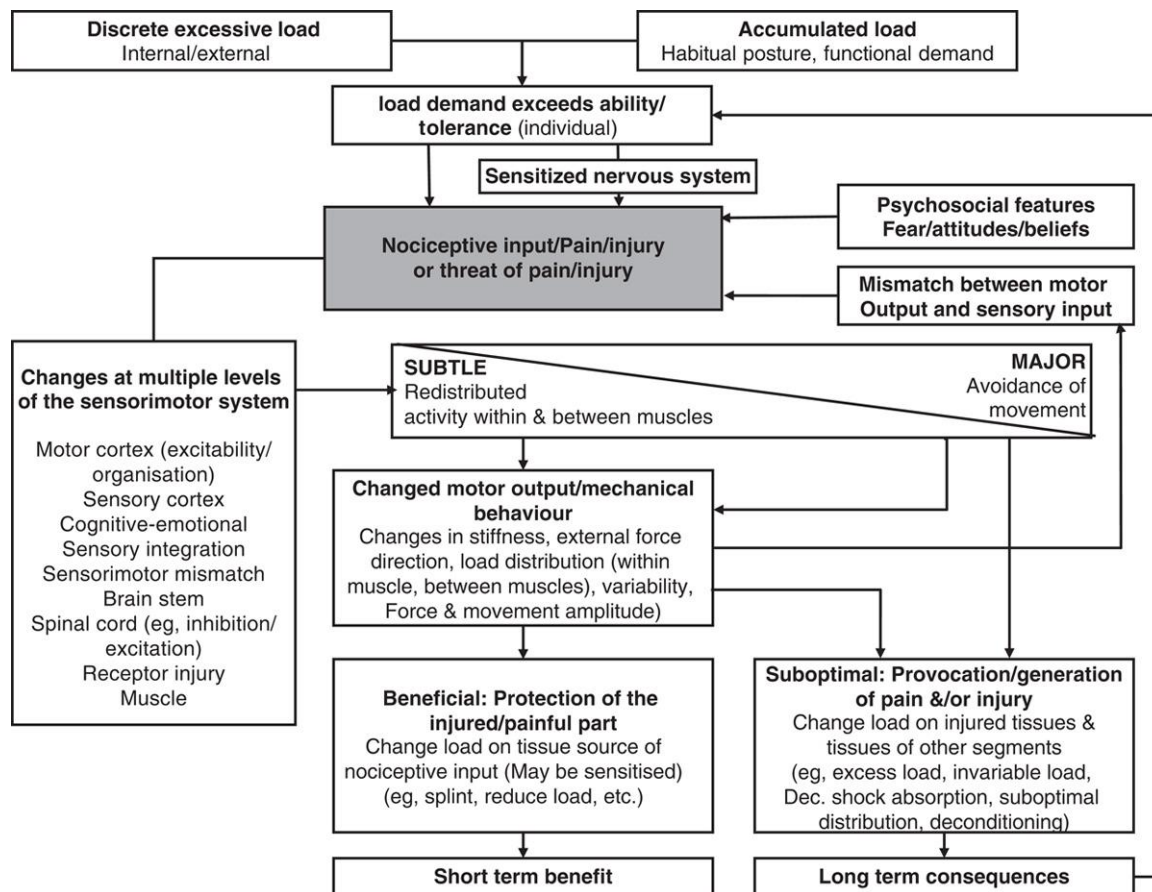 Discrete excessive load
Internal/external
Accumulated load
Habitual posture, functional demand
load demand exceeds ability/
tolerance (individual)
Sensitized nervous system
Nociceptive input/Pain/injury
or threat of pain/injury
Psychosocial features
Fear/attitudes/beliefs
Mismatch between motor
Output and sensory input
Changes at multiple levels
of the sensorimotor system
Motor cortex (excitability/
organisation)
Sensory cortex
Cognitive-emotional
Sensory integration
Sensorimotor mismatch
Brain stem
Spinal cord (eg, inhibition/
excitation)
Receptor injury
Muscle
SUBTLE
Redistributed
activity within & between muscles
MAJOR
Avoidance of
movement
Changed motor output/mechanical
behaviour
Changes in stiffness, external force
direction, load distribution (within
muscle, between muscles), variability,
Force & movement amplitude)
Beneficial: Protection of the
injured/painful part
Change load on tissue source of
nociceptive input (May be sensitised)
(eg, splint, reduce load, etc.)
Suboptimal: Provocation/generation
of pain &/or injury
Change load on injured tissues &
tissues of other segments
(eg, excess load, invariable load,
Dec. shock absorption, suboptimal
distribution, deconditioning)
Short term benefit
Long term consequences